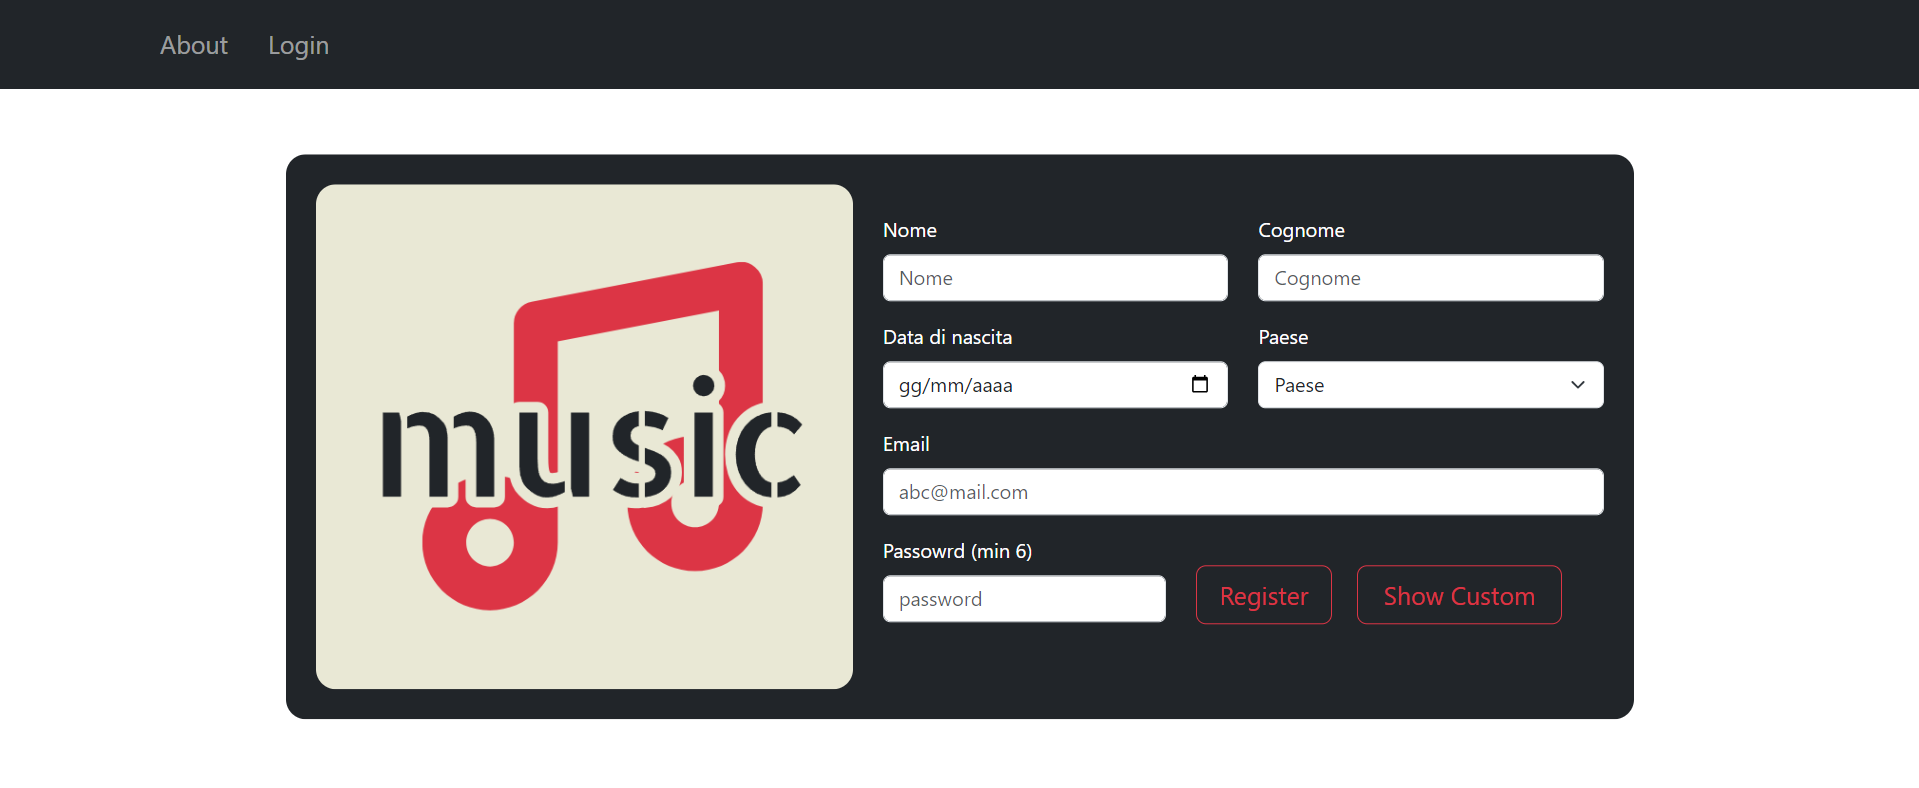 About Login
music
Nome Cognome
Nome Cognome
Data di nascita Paese
gg/mm/aaaa Paese
Email
abc@mail.com
Passowrd (min 6)
password Register Show Custom